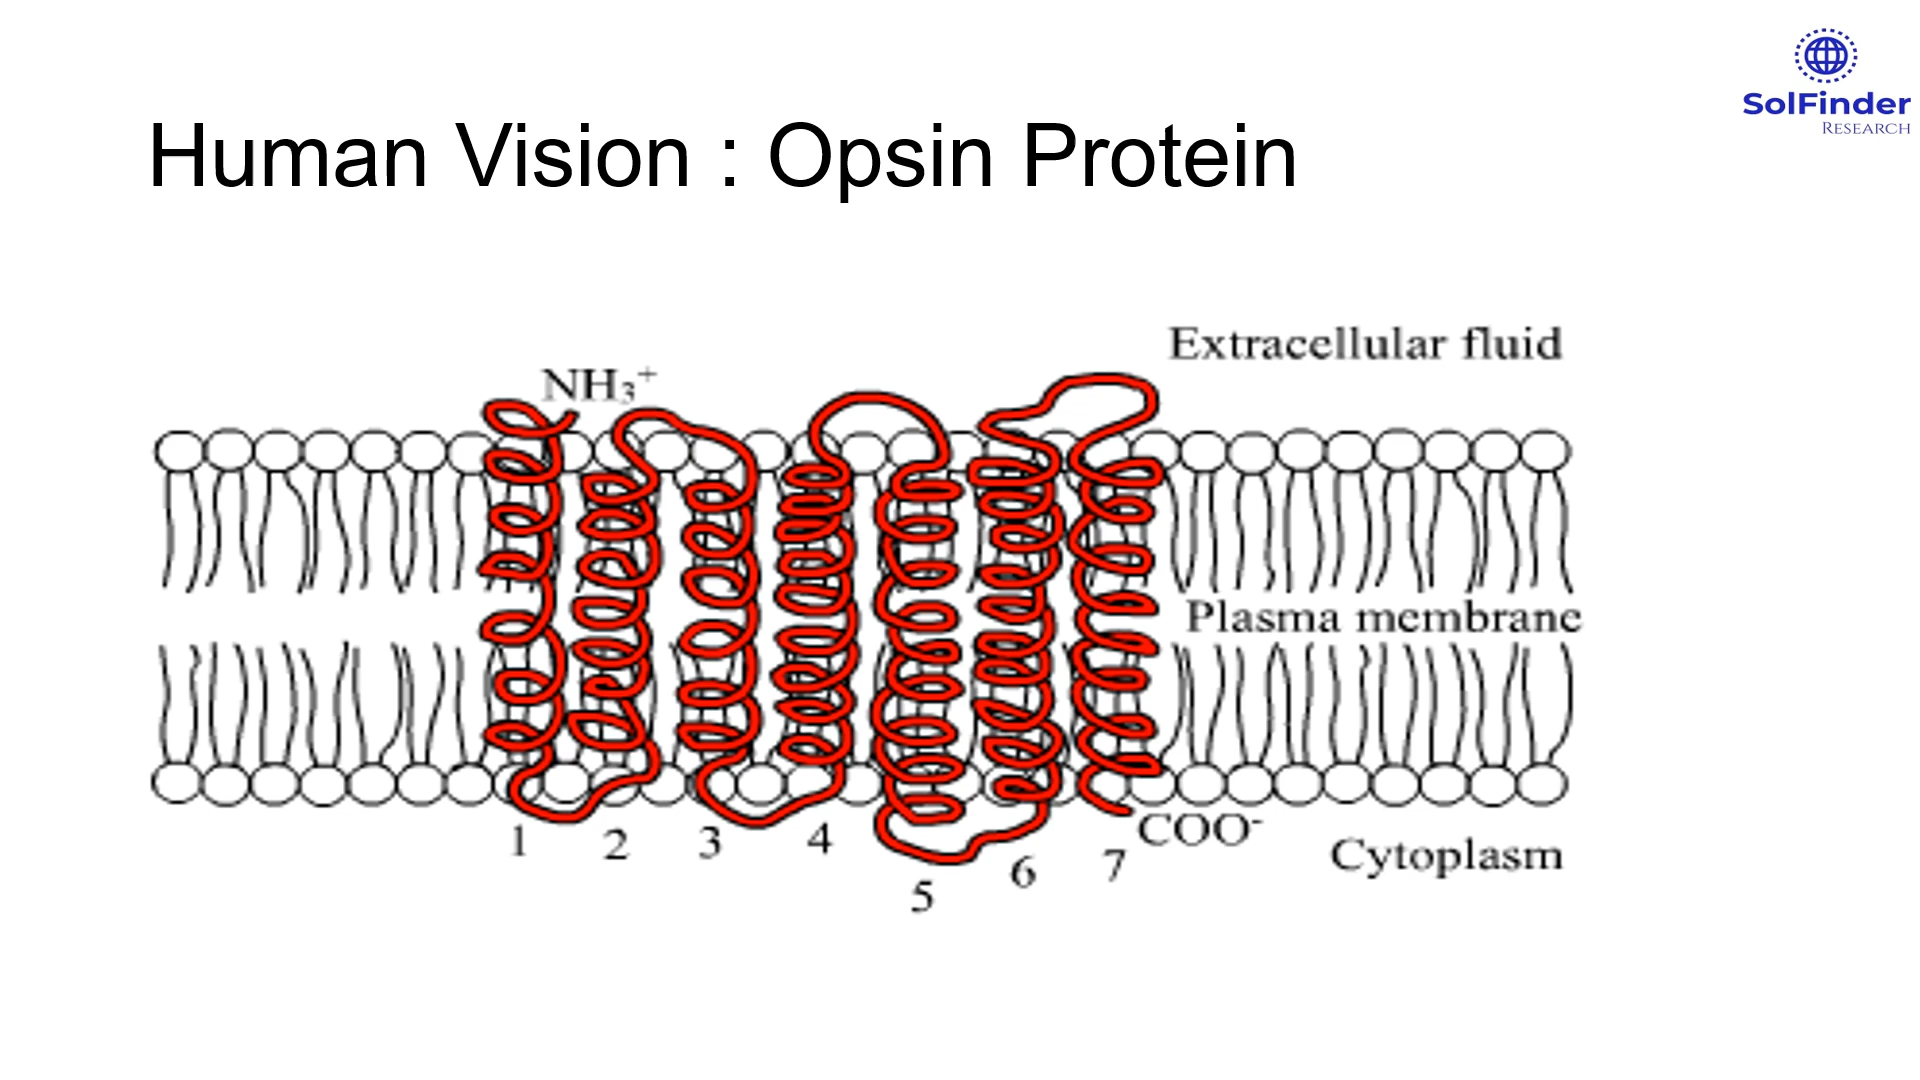 SolFinder
RESEARCH
Human Vision : Opsin Protein
Extracellular fluid
NH₃⁺
Plasma membrane
1 2 3 4 5 6 7
COO⁻
Cytoplasm